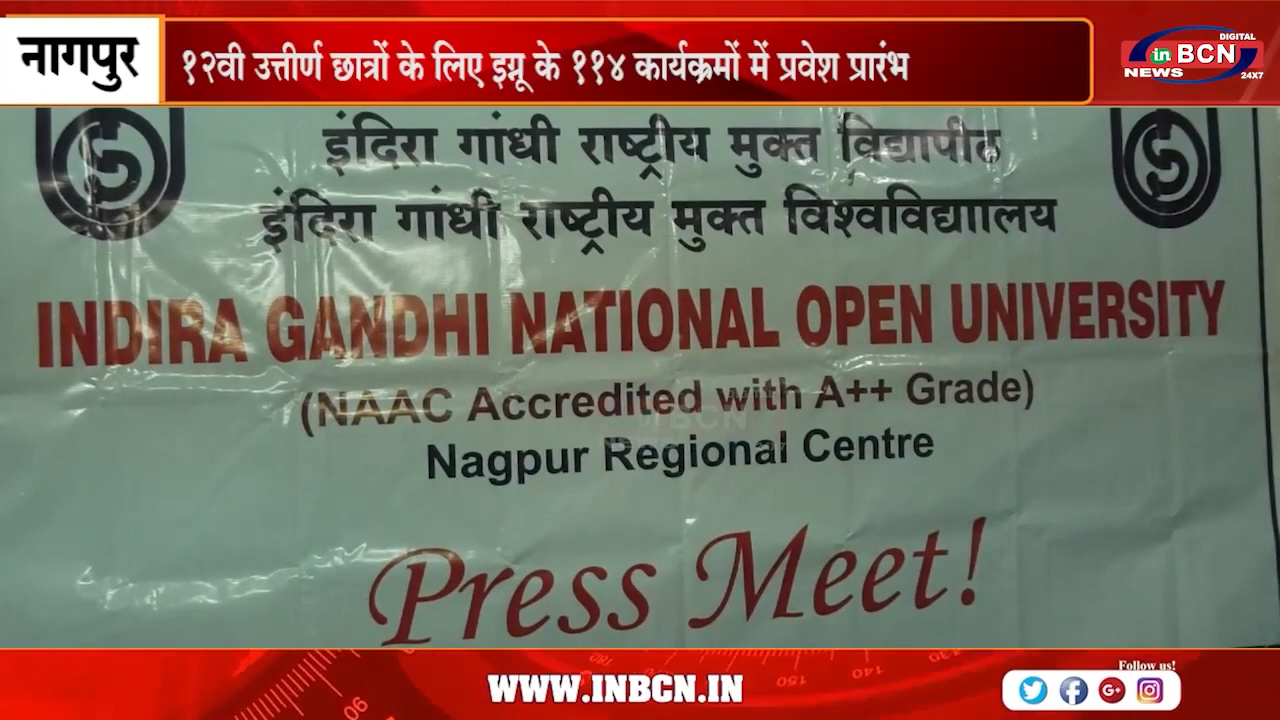 नागपुर
१२वी उत्तीर्ण छात्रों के लिए इग्नू के ११४ कार्यक्रमों में प्रवेश प्रारंभ
DIGITAL
in BCN
NEWS 24X7
इंदिरा गांधी राष्ट्रीय मुक्त विद्यापीठ
इंदिरा गांधी राष्ट्रीय मुक्त विश्वविद्याालय
INDIRA GANDHI NATIONAL OPEN UNIVERSITY
(NAAC Accredited with A++ Grade)
BCN
Nagpur Regional Centre
Press Meet!
WWW.INBCN.IN
Follow us!